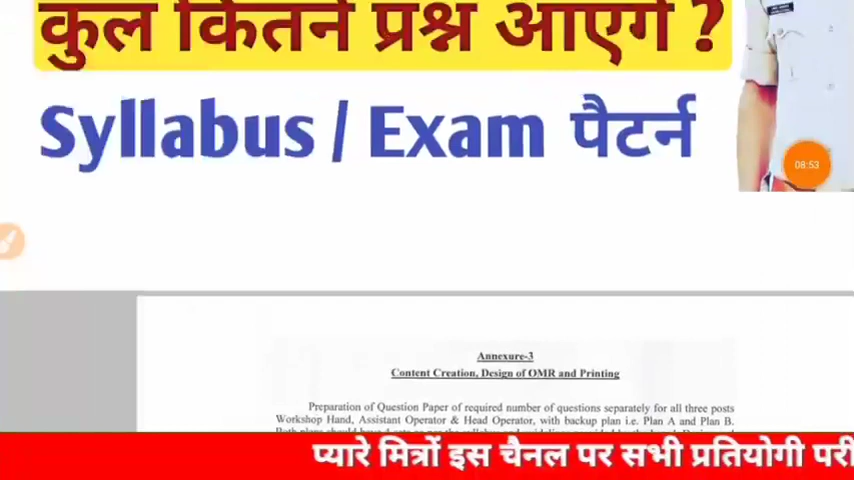 कुल कितने प्रश्न आएंगे ?
Syllabus / Exam पैटर्न
08:53
Annexure-3
Content Creation, Design of OMR and Printing
Preparation of Question Paper of required number of questions separately for all three posts
Workshop Hand, Assistant Operator & Head Operator, with backup plan i.e. Plan A and Plan B.
प्यारे मित्रों इस चैनल पर सभी प्रतियोगी परी